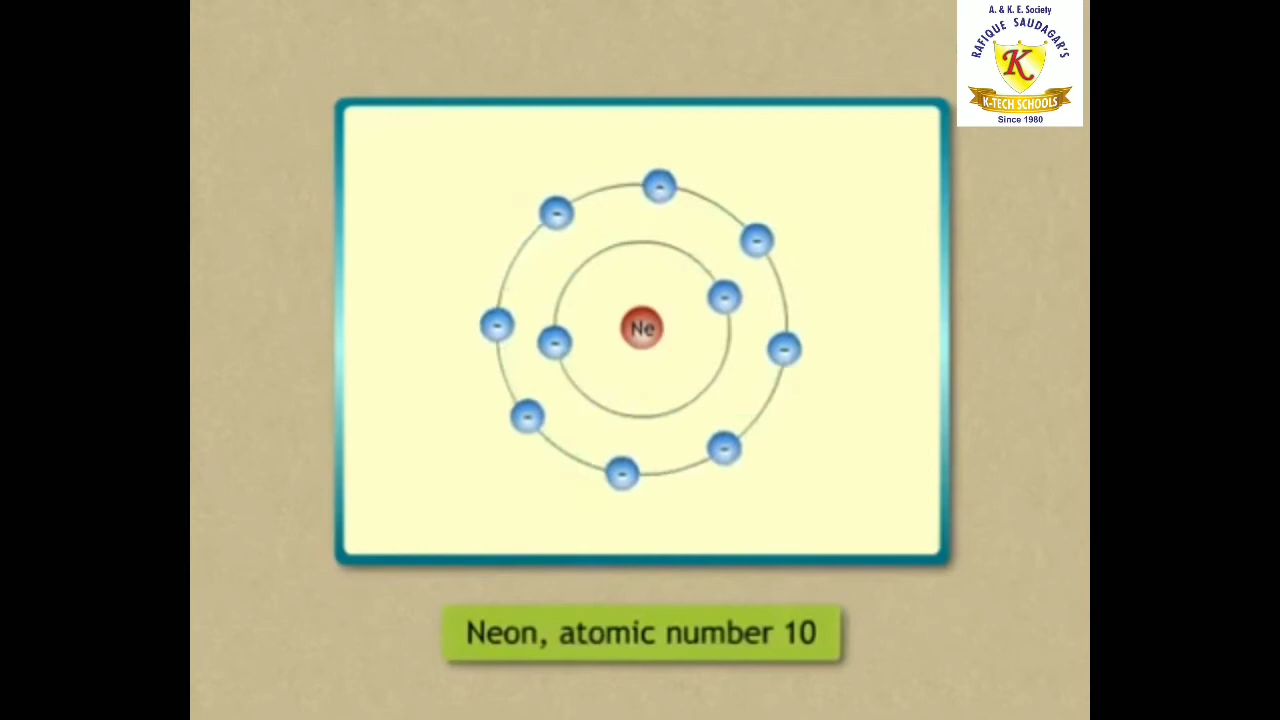 A. & K. E. Society
RAFIQUE SAUDAGAR'S
K
K-TECH SCHOOLS
Since 1980
-
-
-
-
-
Ne
-
-
-
-
-
Neon, atomic number 10